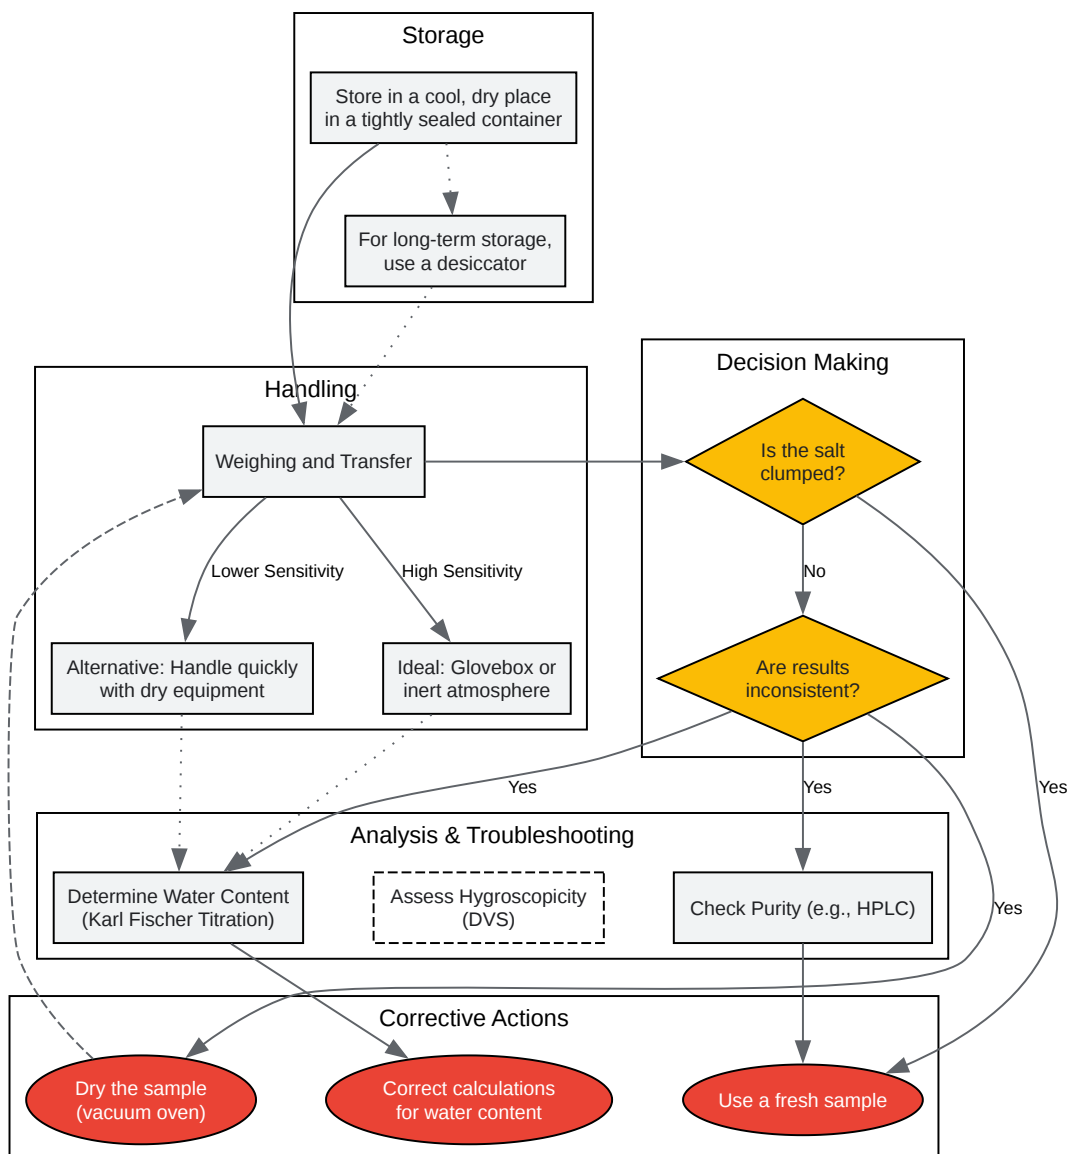 Storage
Store in a cool, dry place
in a tightly sealed container
For long-term storage,
use a desiccator
Handling
Weighing and Transfer
Lower Sensitivity
High Sensitivity
Alternative: Handle quickly
with dry equipment
Ideal: Glovebox or
inert atmosphere
Decision Making
Is the salt
clumped?
No
Are results
inconsistent?
Yes
Yes
Yes
Yes
Analysis & Troubleshooting
Determine Water Content
(Karl Fischer Titration)
Assess Hygroscopicity
(DVS)
Check Purity (e.g., HPLC)
Corrective Actions
Dry the sample
(vacuum oven)
Correct calculations
for water content
Use a fresh sample